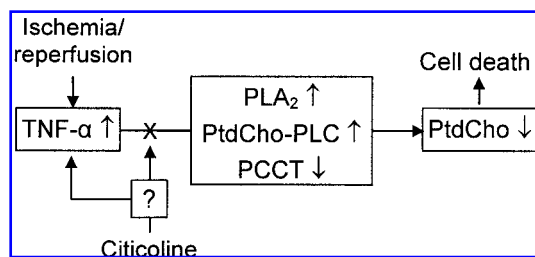 Ischemia/
reperfusion
TNF-α ↑
X
?
Citicoline
PLA₂ ↑
PtdCho-PLC ↑
PCCT ↓
Cell death
PtdCho ↓